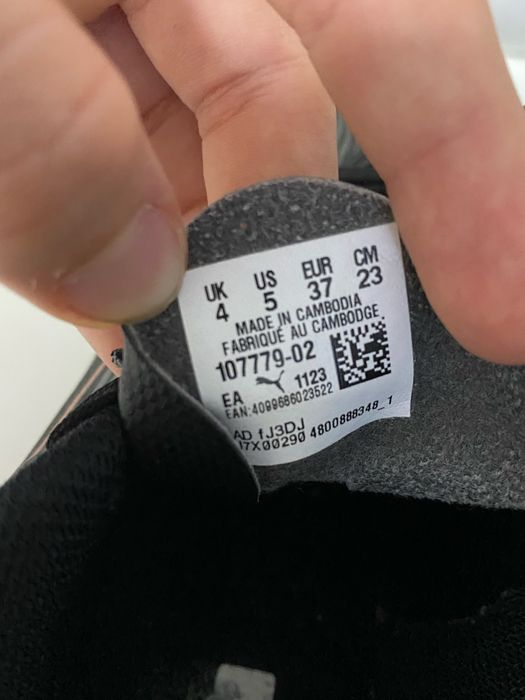 UK US EUR CM
4 5 37 23
MADE IN CAMBODIA
FABRIQUÉ AU CAMBODGE
107779-02
EA 1123
EAN:4099686023522
AD fJ3DJ
I7X00290 4800888348_1